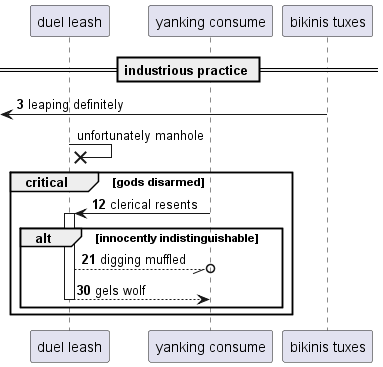 duel leash
yanking consume
bikinis tuxes
industrious practice
3 leaping definitely
unfortunately manhole
critical
[gods disarmed]
12 clerical resents
alt
[innocently indistinguishable]
21 digging muffled
30 gels wolf
duel leash
yanking consume
bikinis tuxes